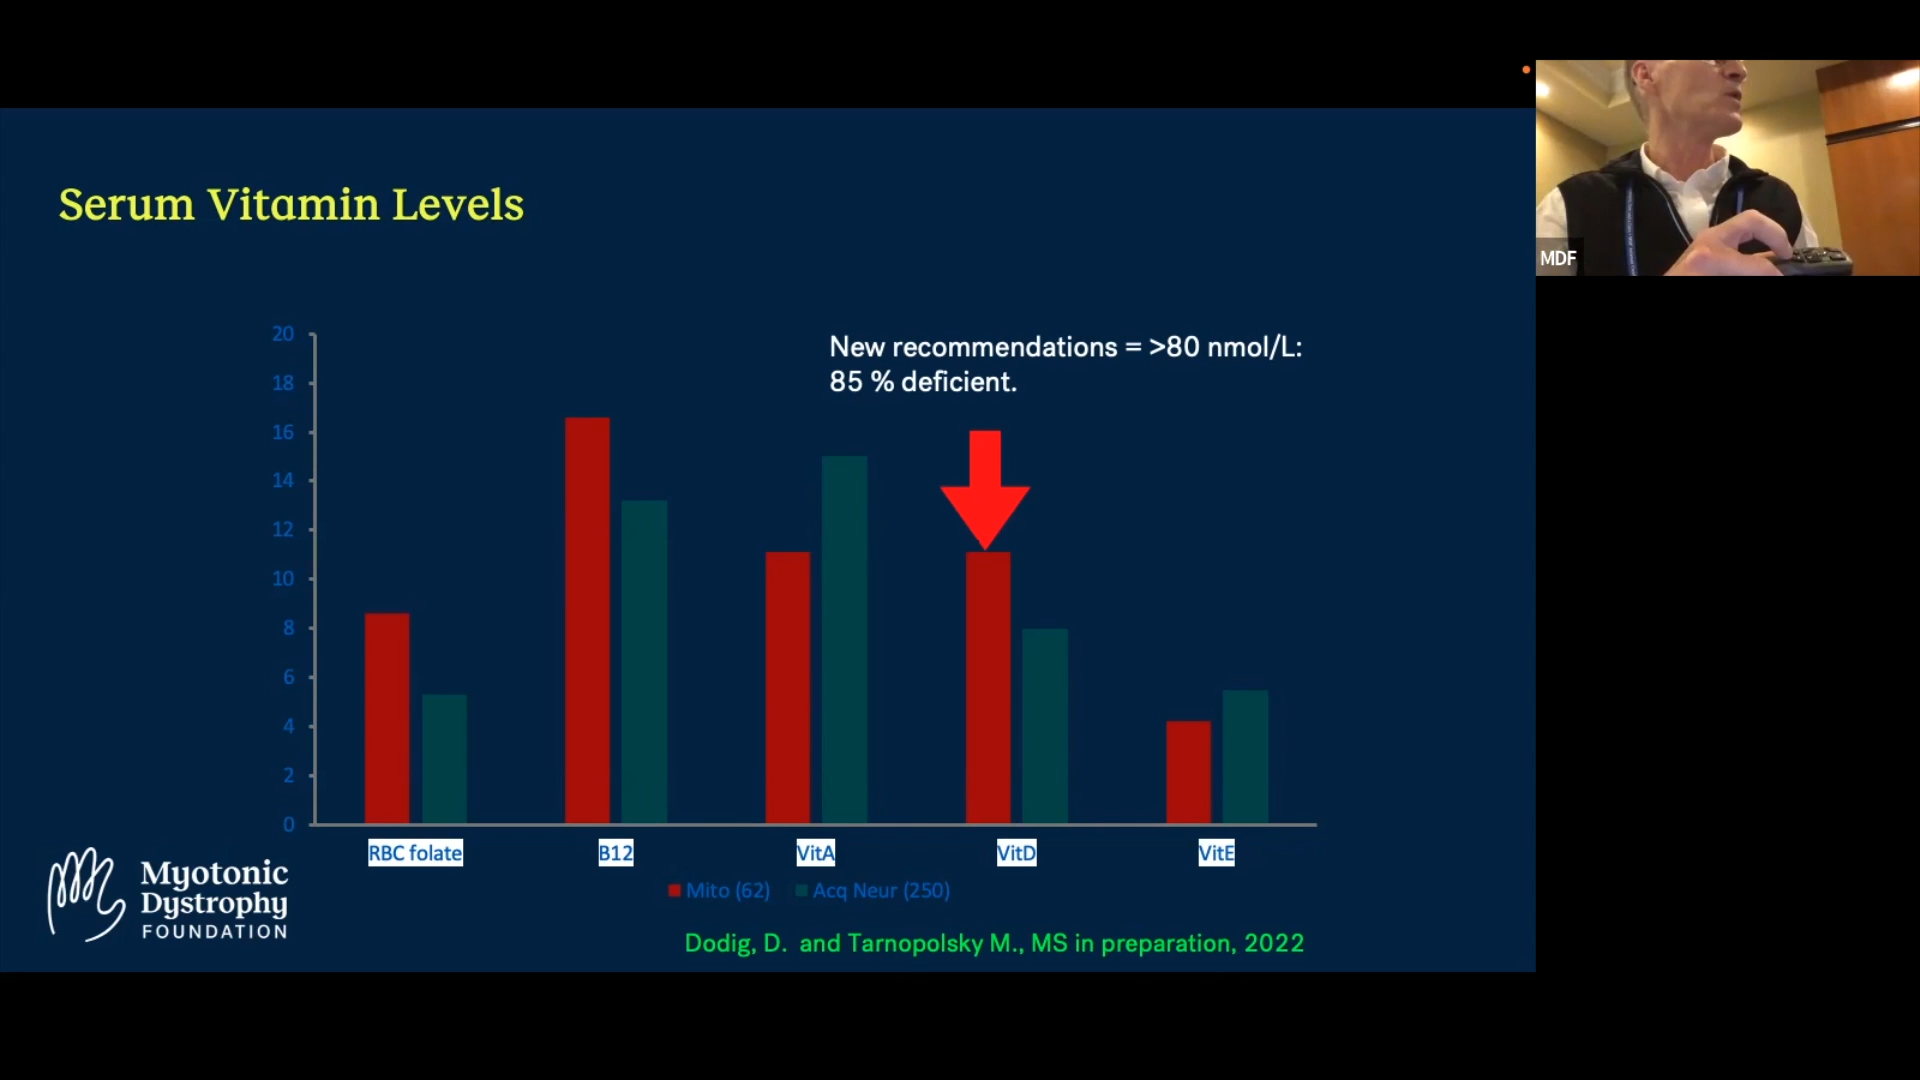 Serum Vitamin Levels
New recommendations = >80 nmol/L:
85 % deficient.
20
18
16
14
12
10
8
6
4
2
0
RBC folate
B12
VitA
VitD
VitE
Mito (62)
Acq Neur (250)
Myotonic
Dystrophy
FOUNDATION
Dodig, D. and Tarnopolsky M., MS in preparation, 2022
MDF